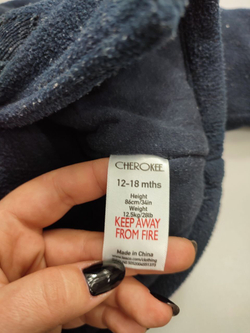 CHEROKEE
12-18 mths
Height
86cm/34in
Weight
12.5kg/28lb
KEEP AWAY
FROM FIRE
Made in China